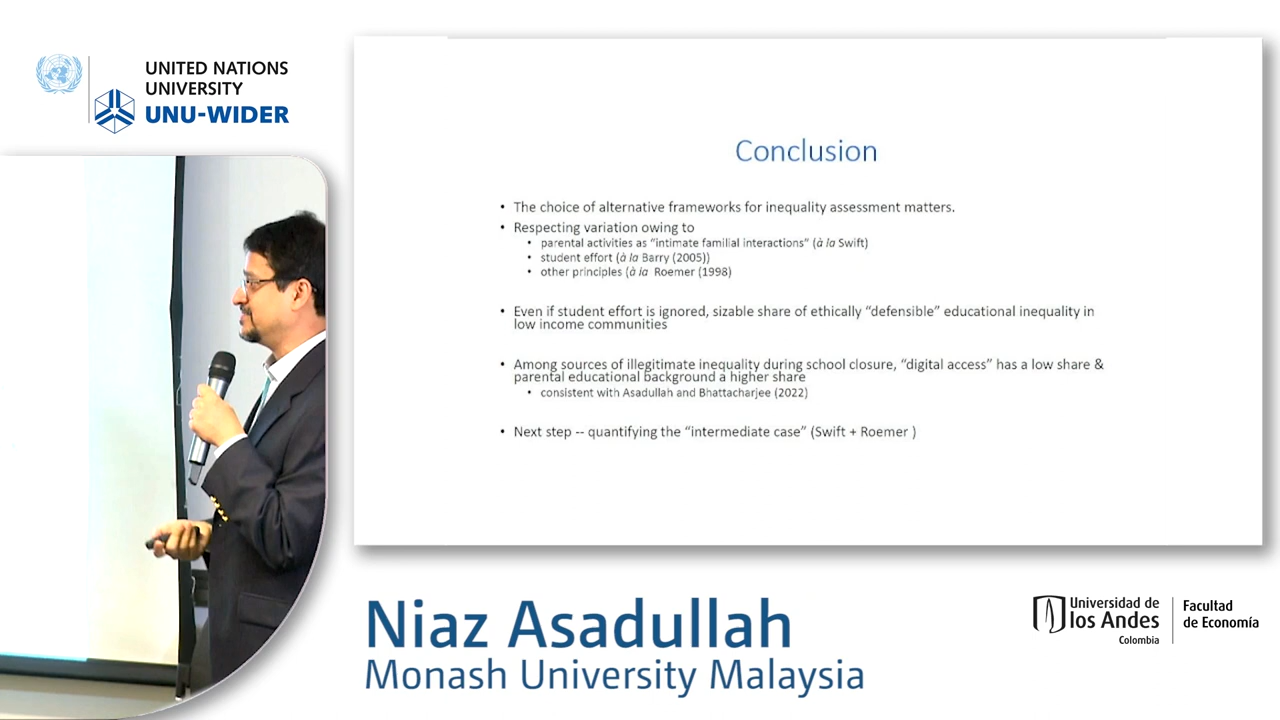 UNITED NATIONS
UNIVERSITY
UNU-WIDER
Conclusion
• The choice of alternative frameworks for inequality assessment matters.
• Respecting variation owing to
• parental activities as “intimate familial interactions” (à la Swift)
• student effort (à la Barry (2005))
• other principles (à la Roemer (1998)
• Even if student effort is ignored, sizable share of ethically “defensible” educational inequality in
low income communities
• Among sources of illegitimate inequality during school closure, “digital access” has a low share &
parental educational background a higher share
• consistent with Asadullah and Bhattacharjee (2022)
• Next step -- quantifying the “intermediate case” (Swift + Roemer )
Niaz Asadullah
Monash University Malaysia
Universidad de
los Andes
Colombia
Facultad
de Economía